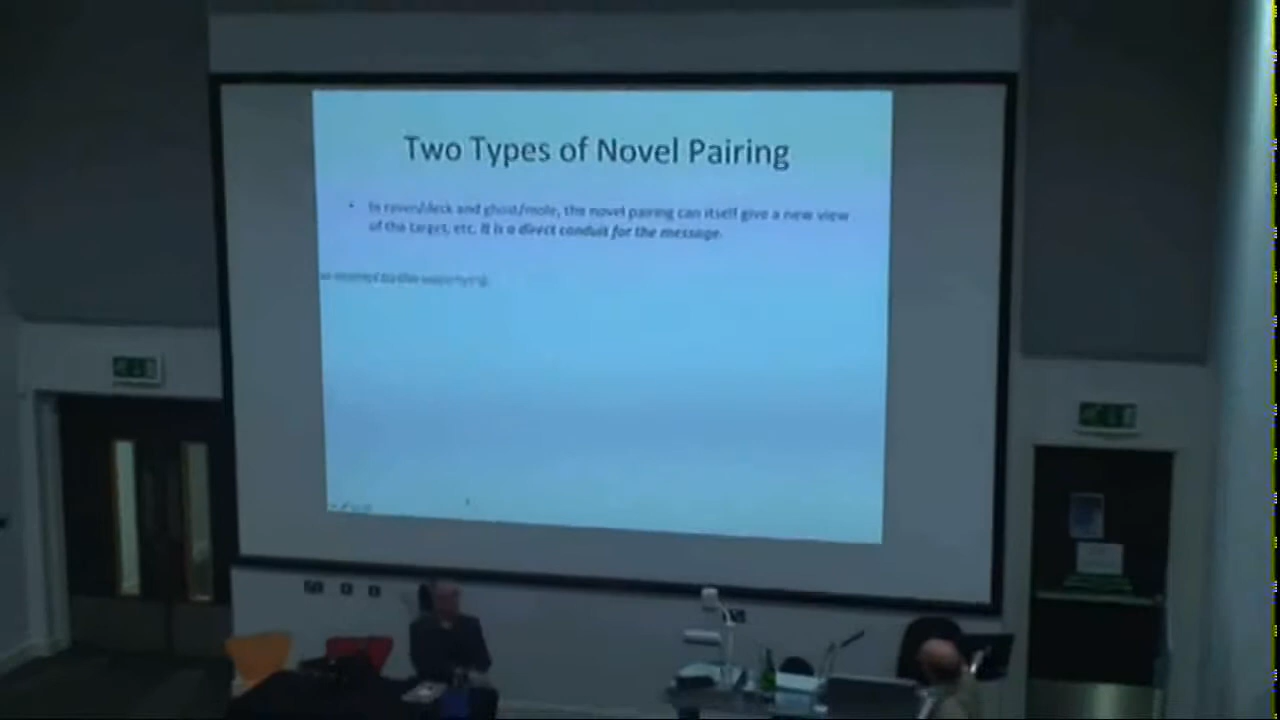 Two Types of Novel Pairing
• In raven/desk and ghost/mole, the novel pairing can itself give a new view
of the target, etc. It is a direct conduit for the message.